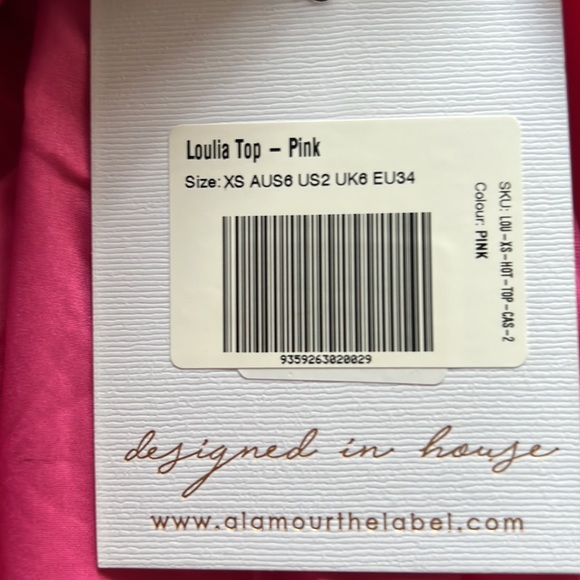 Loulia Top – Pink
Size: XS AUS6 US2 UK6 EU34
9359263020029
SKU: LOU-XS-HOT-TOP-CAS-2
Colour: PINK
designed in house
www.alamourthelabel.com